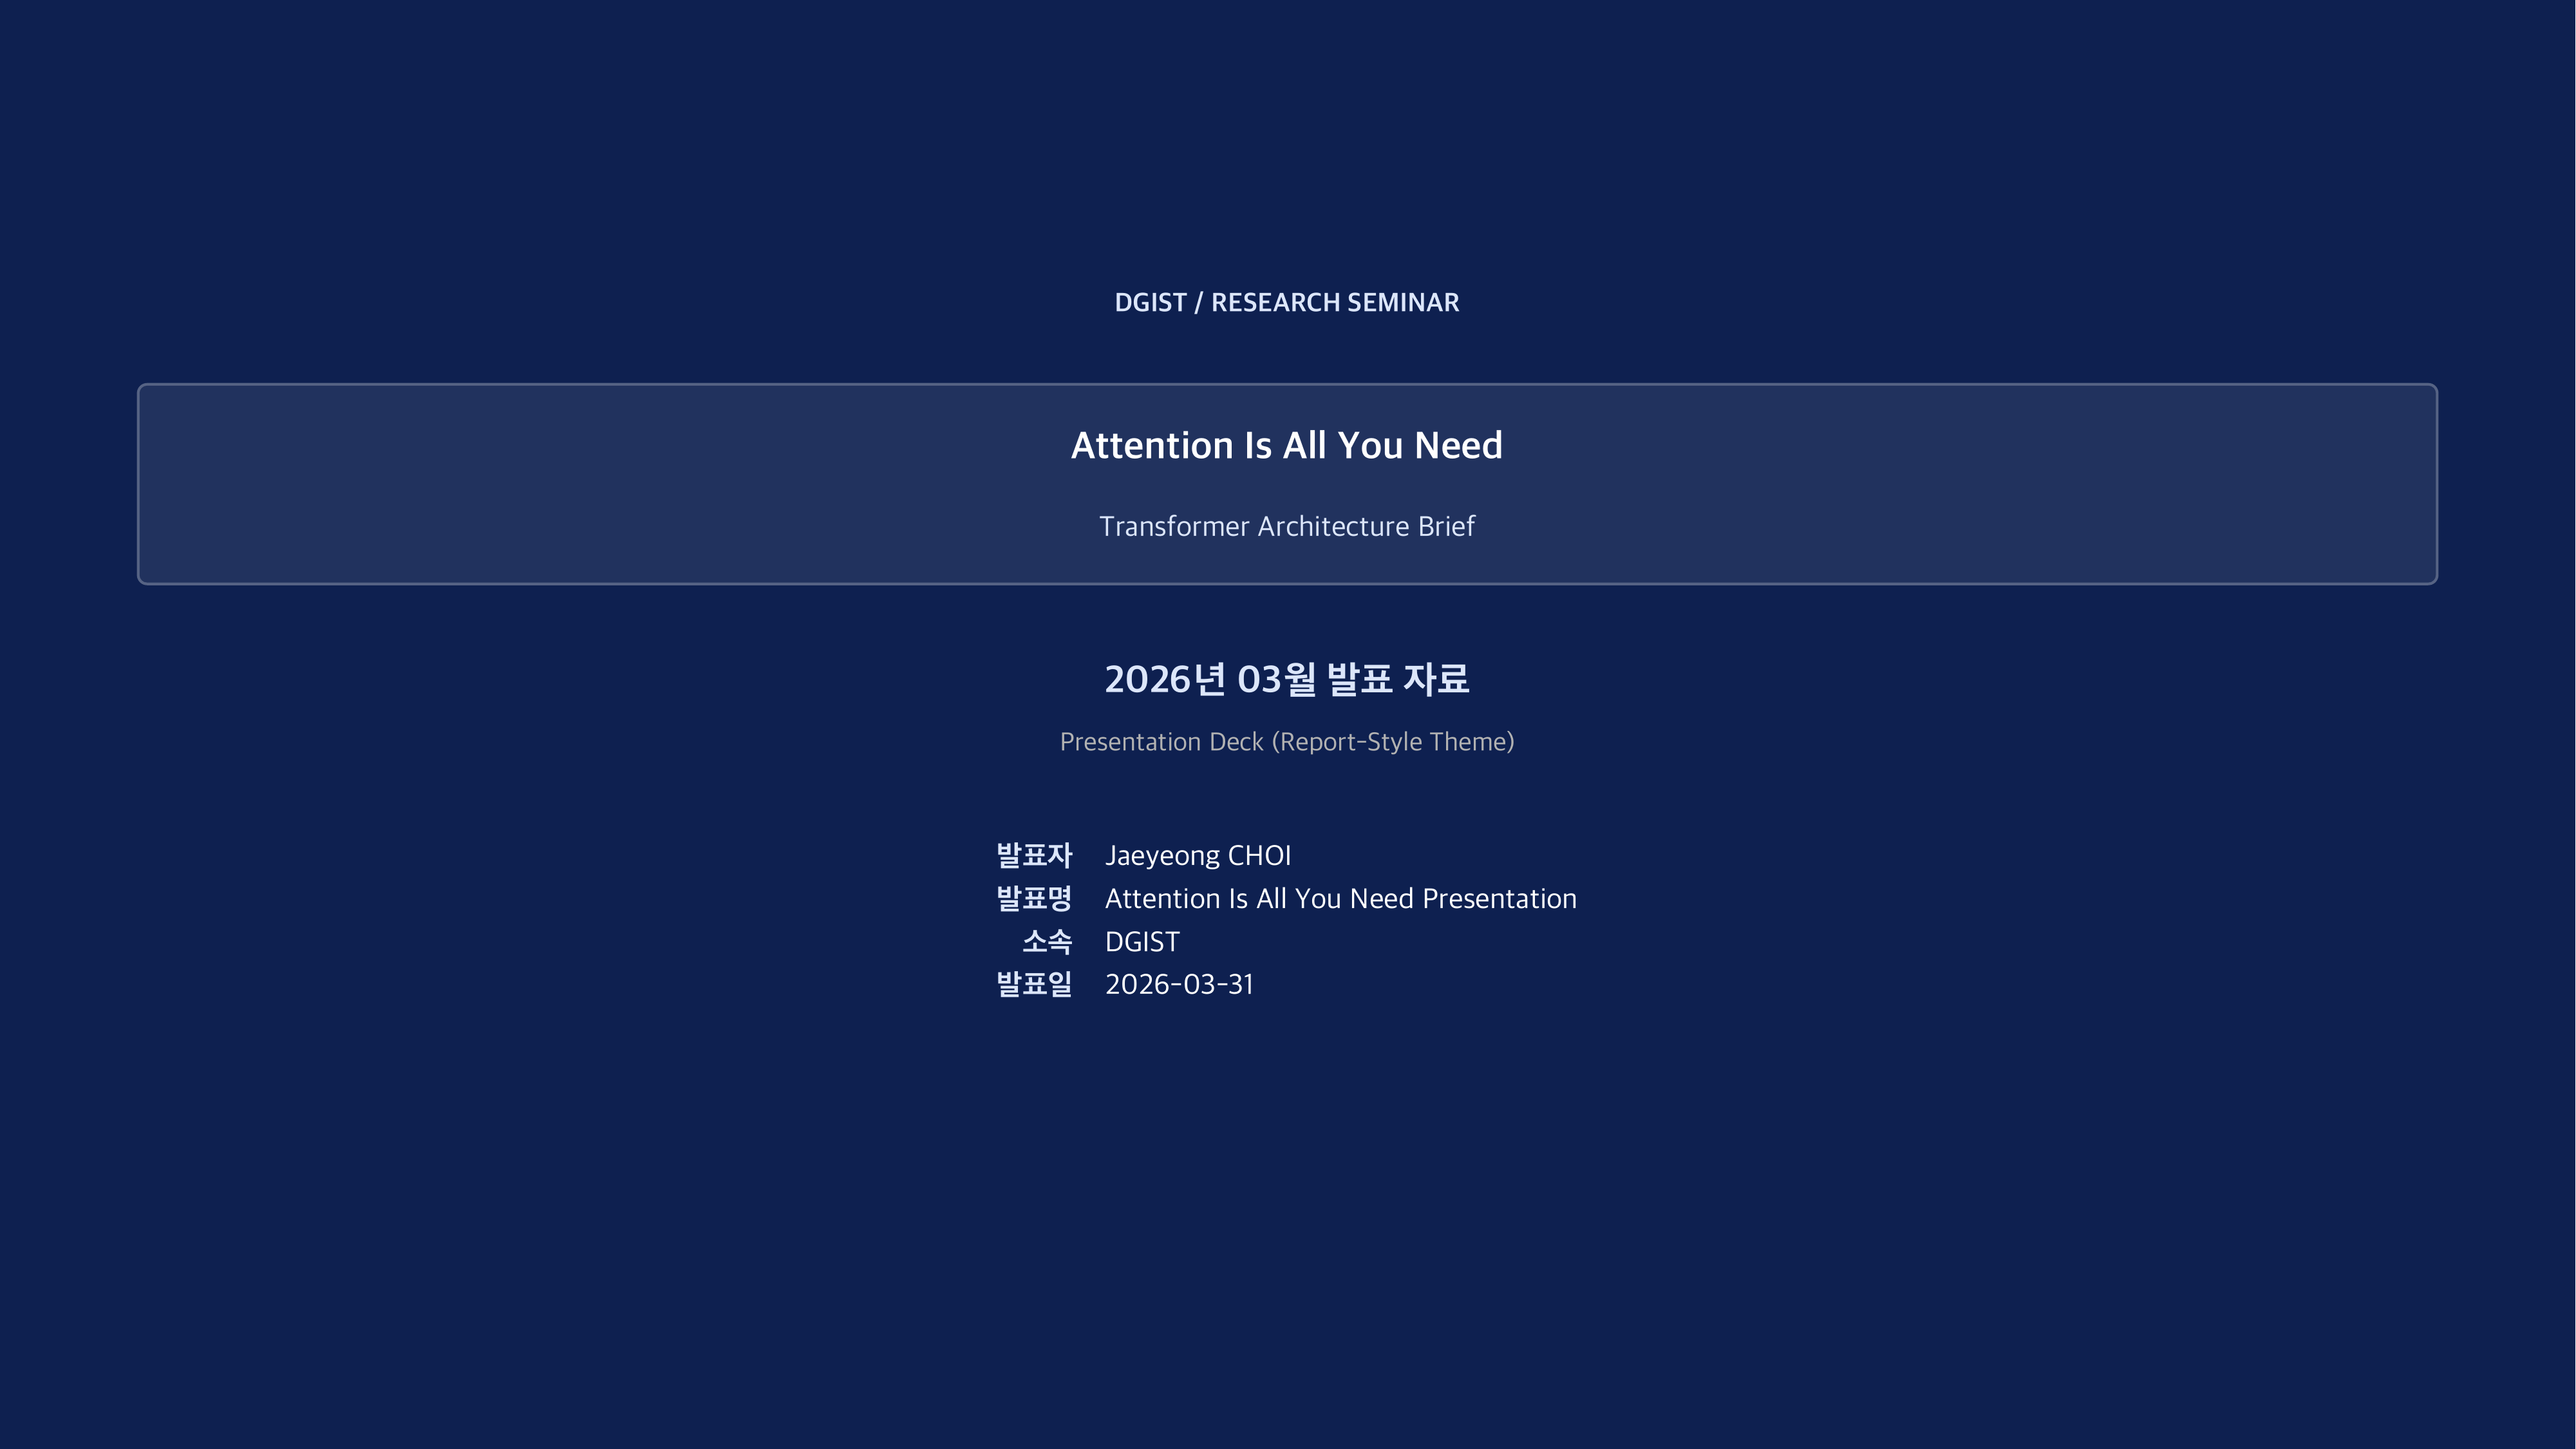 DGIST / RESEARCH SEMINAR
Attention Is All You Need
Transformer Architecture Brief
2026년 03월 발표 자료
Presentation Deck (Report-Style Theme)
발표자 Jaeyeong CHOI
발표명 Attention Is All You Need Presentation
소속 DGIST
발표일 2026-03-31